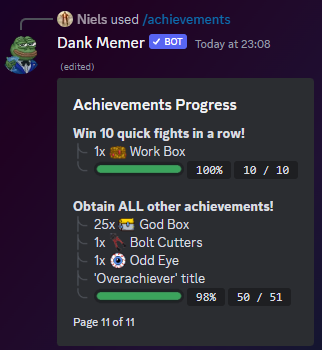 Niels used /achievements
Dank Memer ✓ BOT Today at 23:08
(edited)
Achievements Progress
Win 10 quick fights in a row!
1x Work Box
100% 10 / 10
Obtain ALL other achievements!
25x God Box
1x Bolt Cutters
1x Odd Eye
'Overachiever' title
98% 50 / 51
Page 11 of 11